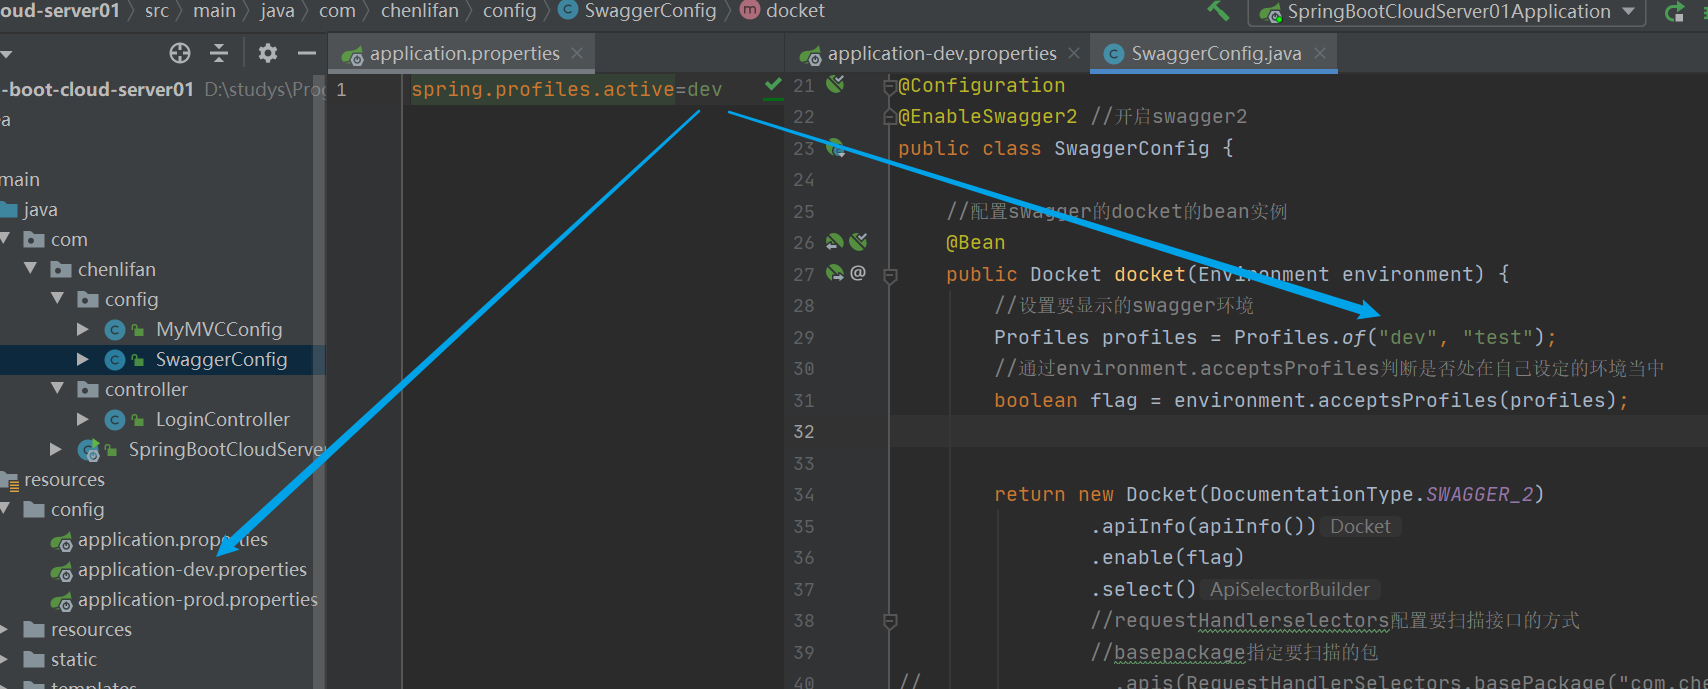 oud-server01 〉 src 〉 main 〉 java 〉 com 〉 chenlifan 〉 config 〉 SwaggerConfig 〉 docket
SpringBootCloudServer01Application
-boot-cloud-server01 D:\studys\Pro
a
main
java
com
chenlifan
config
MyMVCConfig
SwaggerConfig
controller
LoginController
SpringBootCloudServer
resources
config
application.properties
application-dev.properties
application-prod.properties
resources
static
templates
application.properties
1 spring.profiles.active=dev
application-dev.properties
SwaggerConfig.java
21 @Configuration
22 @EnableSwagger2 //开启swagger2
23 public class SwaggerConfig {
24
25 //配置swagger的docket的bean实例
26 @Bean
27 @ public Docket docket(Environment environment) {
28 //设置要显示的swagger环境
29 Profiles profiles = Profiles.of("dev", "test");
30 //通过environment.acceptsProfiles判断是否处在自己设定的环境当中
31 boolean flag = environment.acceptsProfiles(profiles);
32
33
34 return new Docket(DocumentationType.SWAGGER_2)
35 .apiInfo(apiInfo()) Docket
36 .enable(flag)
37 .select() ApiSelectorBuilder
38 //requestHandlerselectors配置要扫描接口的方式
39 //basepackage指定要扫描的包
40 // .apis(RequestHandlerSelectors.basePackage("com.che